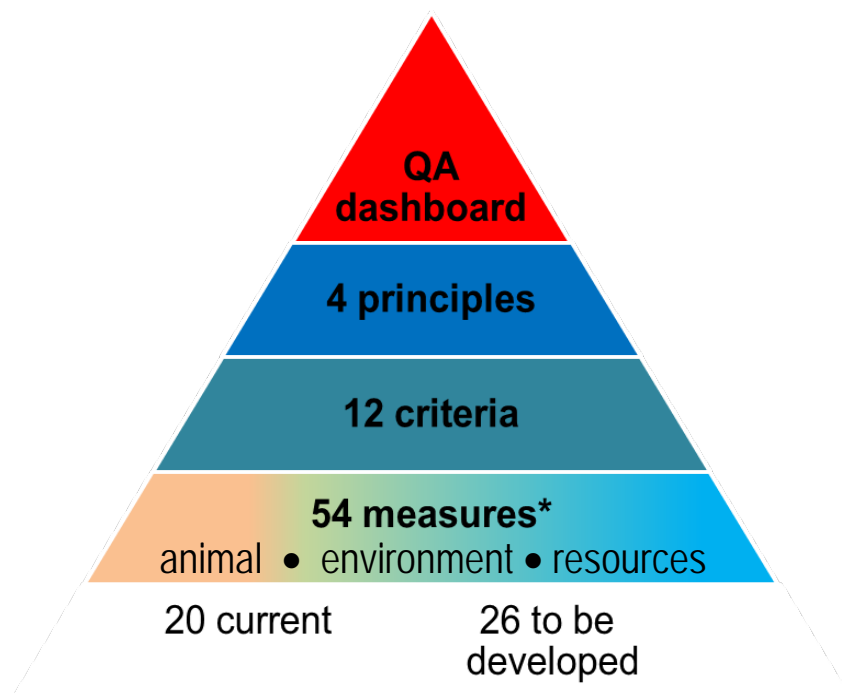 QA
dashboard
4 principles
12 criteria
54 measures*
animal • environment • resources
20 current
26 to be
developed